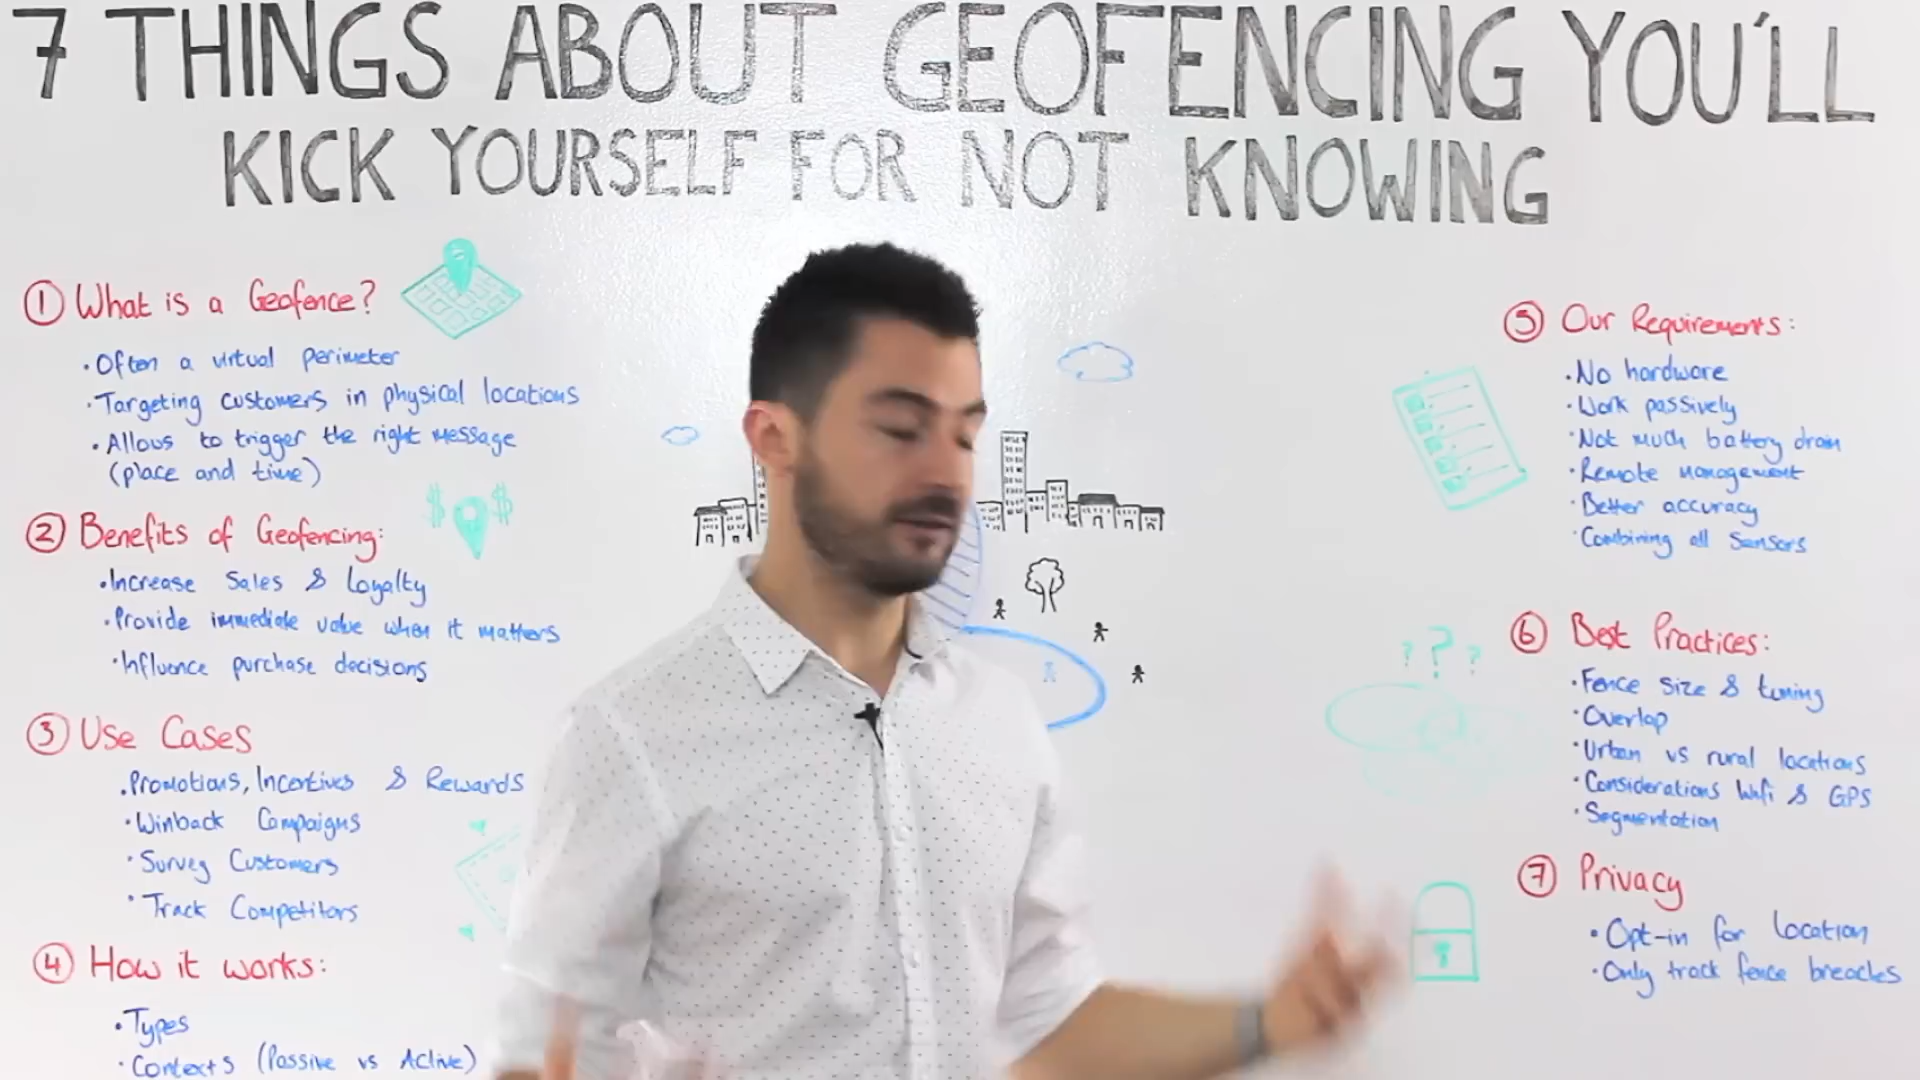 7 THINGS ABOUT GEOFENCING YOU'LL
KICK YOURSELF FOR NOT KNOWING
1 What is a Geofence?
• Often a virtual perimeter
• Targeting customers in physical locations
• Allows to trigger the right message
(place and time)
$ $
2 Benefits of Geofencing:
• Increase Sales & Loyalty
• Provide immediate value when it matters
• Influence purchase decisions
3 Use Cases
• Promotions, Incentives & Rewards
• Winback Campaigns
• Survey Customers
• Track Competitors
4 How it works:
• Types
• Contexts (Passive vs Active)
5 Our Requirements:
• No hardware
• Work passively
• Not much battery drain
• Remote management
• Better accuracy
• Combining all Sensors
? ? ?
6 Best Practices:
• Fence size & timing
• Overlap
• Urban vs rural locations
• Considerations Wifi & GPS
• Segmentation
7 Privacy
• Opt-in for location
• Only track fence breaches